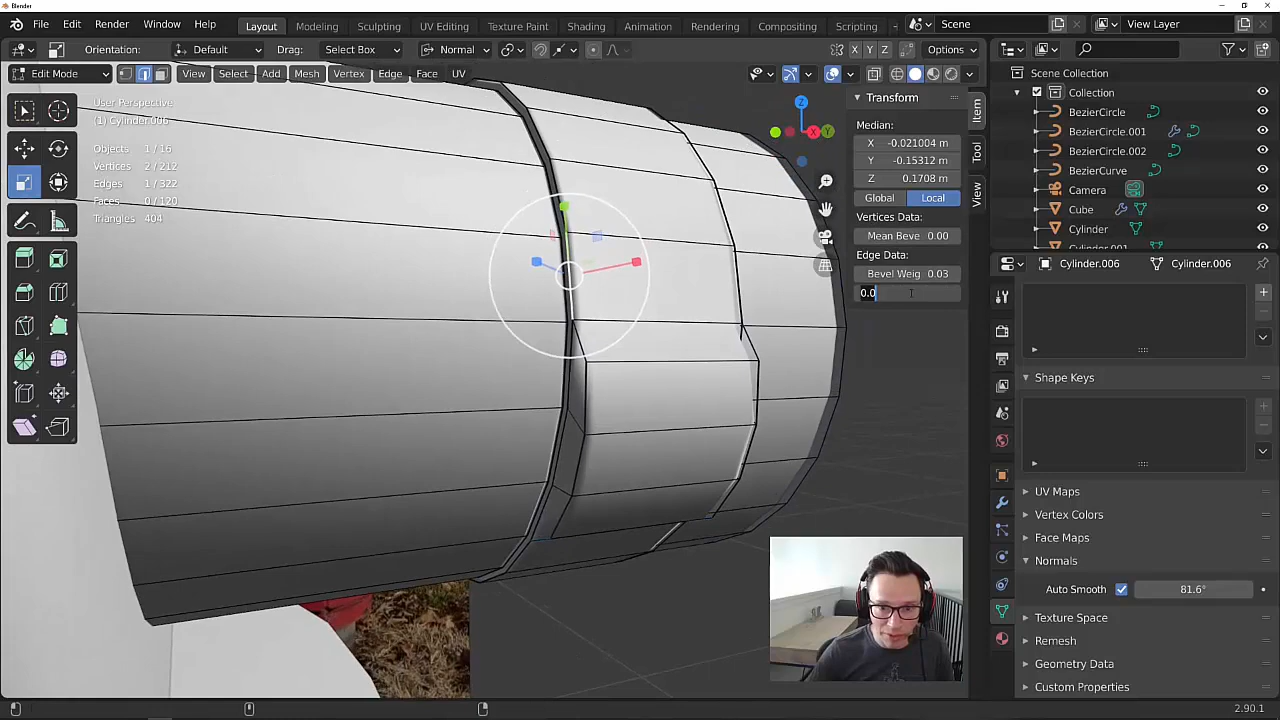 Blender
File Edit Render Window Help
Layout Modeling Sculpting UV Editing Texture Paint Shading Animation Rendering Compositing Scripting
Scene
View Layer
Orientation: Default Drag: Select Box Normal
X Y Z Options
Edit Mode View Select Add Mesh Vertex Edge Face UV
User Perspective
(1) Cylinder.006
Objects 1 / 16
Vertices 2 / 212
Edges 1 / 322
Faces 0 / 120
Triangles 404
Z
X
Y
Transform
Median:
X -0.021004 m
Y -0.15312 m
Z 0.1708 m
Global Local
Vertices Data:
Mean Beve 0.00
Edge Data:
Bevel Weig 0.03
0.0
Item
Tool
View
Scene Collection
Collection
BezierCircle
BezierCircle.001
BezierCircle.002
BezierCurve
Camera
Cube
Cylinder
Cylinder.001
Cylinder.006 Cylinder.006
Shape Keys
UV Maps
Vertex Colors
Face Maps
Normals
Auto Smooth 81.6°
Texture Space
Remesh
Geometry Data
Custom Properties
2.90.1